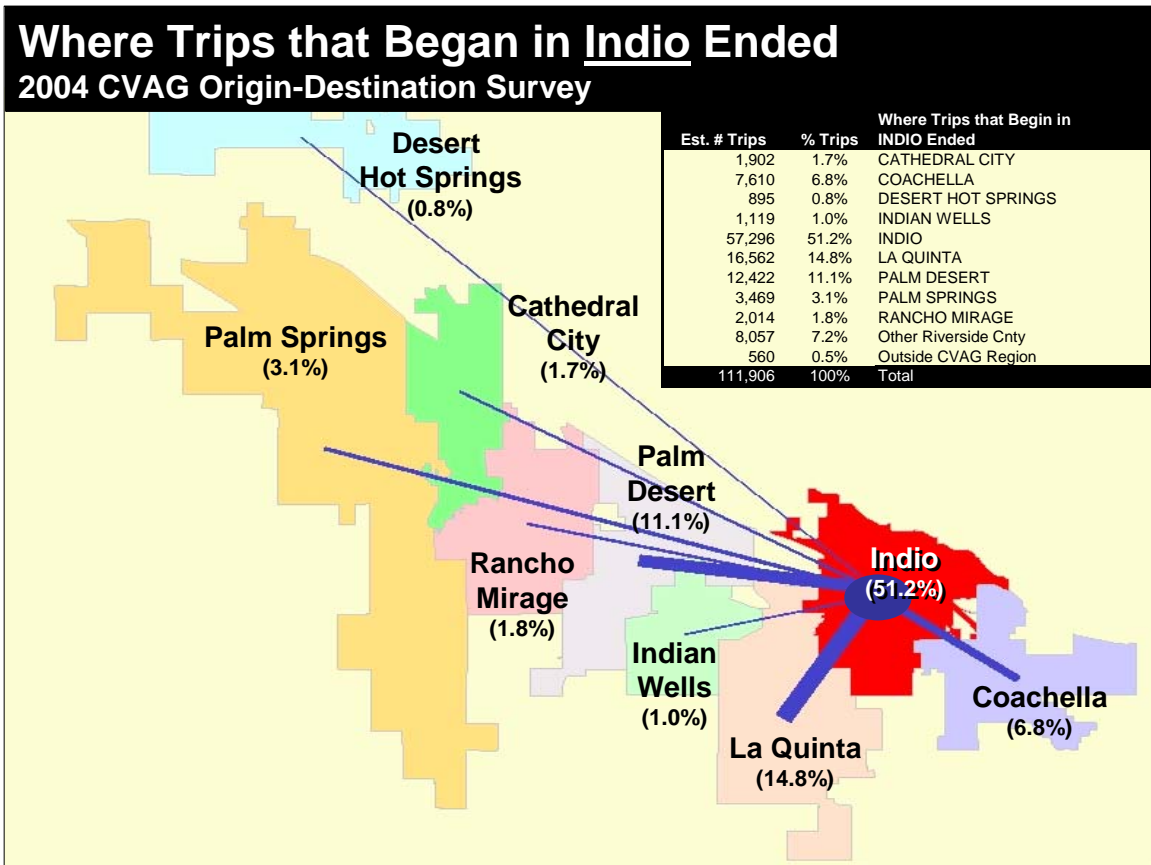 Where Trips that Began in Indio Ended
2004 CVAG Origin-Destination Survey
Where Trips that Begin in
Est. # Trips % Trips INDIO Ended
1,902 1.7% CATHEDRAL CITY
7,610 6.8% COACHELLA
895 0.8% DESERT HOT SPRINGS
1,119 1.0% INDIAN WELLS
57,296 51.2% INDIO
16,562 14.8% LA QUINTA
12,422 11.1% PALM DESERT
3,469 3.1% PALM SPRINGS
2,014 1.8% RANCHO MIRAGE
8,057 7.2% Other Riverside Cnty
560 0.5% Outside CVAG Region
111,906 100% Total
Desert
Hot Springs
(0.8%)
Cathedral
City
(1.7%)
Palm Springs
(3.1%)
Palm
Desert
(11.1%)
Rancho
Mirage
(1.8%)
Indio
(51.2%)
Indian
Wells
(1.0%)
Coachella
(6.8%)
La Quinta
(14.8%)